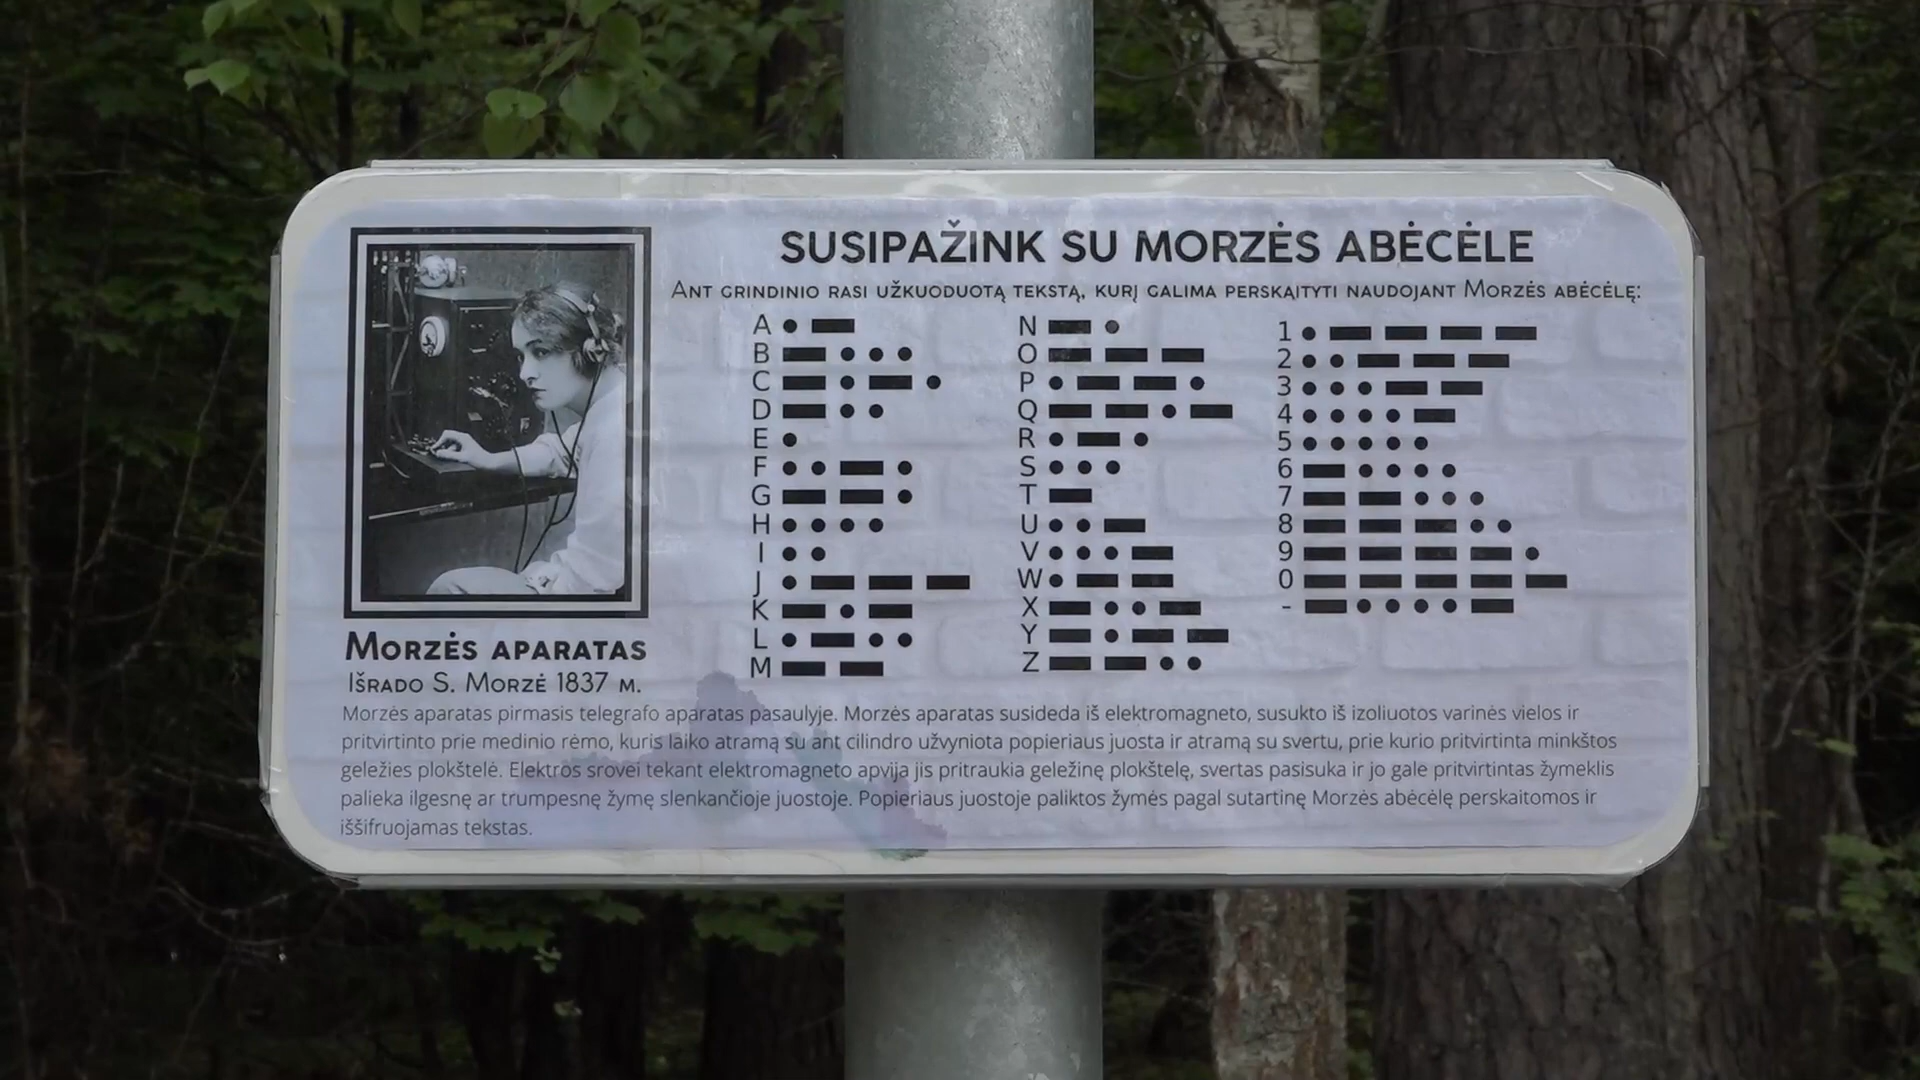 SUSIPAŽINK SU MORZĖS ABĖCĖLE
Ant grindinio rasi užkuoduotą tekstą, kurį galima perskąityti naudojant Morzės abėcėlę:
A • —
B — • • •
C — • — •
D — • •
E •
F • • — •
G — — •
H • • • •
I • •
J • — — —
K — • —
L • — • •
M — —
N — •
O — — —
P • — — •
Q — — • —
R • — •
S • • •
T —
U • • —
V • • • —
W • — —
X — • • —
Y — • — —
Z — — • •
1 • — — — —
2 • • — — —
3 • • • — —
4 • • • • —
5 • • • • •
6 — • • • •
7 — — • • •
8 — — — • •
9 — — — — •
0 — — — — —
- — • • • • —
Morzės aparatas
Išrado S. Morzė 1837 m.
Morzės aparatas pirmasis telegrafo aparatas pasaulyje. Morzės aparatas susideda iš elektromagneto, susukto iš izoliuotos varinės vielos ir
pritvirtinto prie medinio rėmo, kuris laiko atramą su ant cilindro užvyniota popieriaus juosta ir atramą su svertu, prie kurio pritvirtinta minkštos
geležies plokštelė. Elektros srovei tekant elektromagneto apvija jis pritraukia geležinę plokštelę, svertas pasisuka ir jo gale pritvirtintas žymeklis
palieka ilgesnę ar trumpesnę žymę slenkančioje juostoje. Popieriaus juostoje paliktos žymės pagal sutartinę Morzės abėcėlę perskaitomos ir
iššifruojamas tekstas.